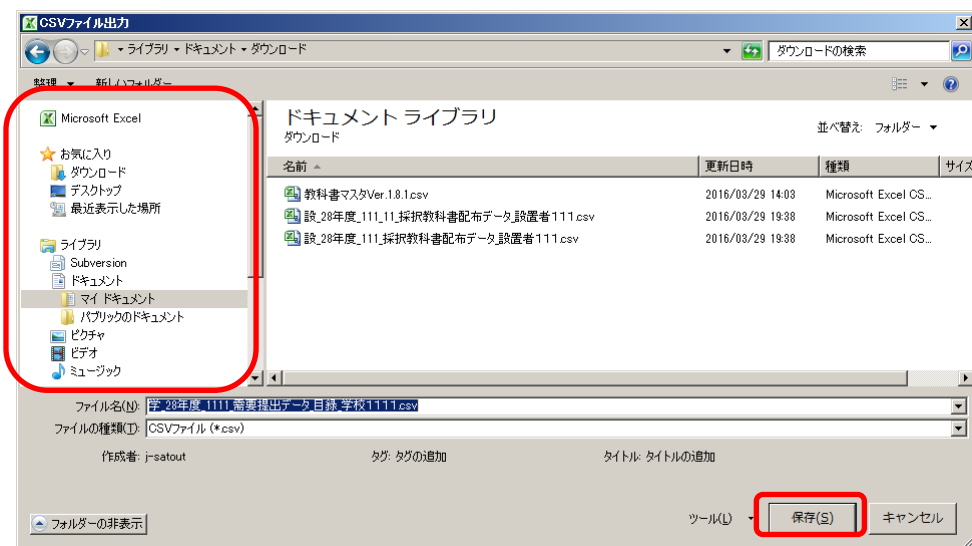 CSVファイル出力
ライブラリ ▾ ドキュメント ▾ ダウンロード
ダウンロードの検索
整理 ▼ 新しいフォルダー
Microsoft Excel
お気に入り
ダウンロード
デスクトップ
最近表示した場所
ライブラリ
Subversion
ドキュメント
マイ ドキュメント
パブリックのドキュメント
ピクチャ
ビデオ
ミュージック
ドキュメント ライブラリ
ダウンロード
並べ替え: フォルダー ▼
名前 更新日時 種類 サイズ
教科書マスタVer.1.8.1.csv 2016/03/29 14:03 Microsoft Excel CS...
設_28年度_111_11_採択教科書配布データ_設置者111.csv 2016/03/29 19:38 Microsoft Excel CS...
設_28年度_111_採択教科書配布データ_設置者111.csv 2016/03/29 19:38 Microsoft Excel CS...
ファイル名(N): 学_28年度_1111_需要提出データ_目録_学校1111.csv
ファイルの種類(T): CSVファイル (*.csv)
作成者: j-satout タグ: タグの追加 タイトル: タイトルの追加
フォルダーの非表示 ツール(L) 保存(S) キャンセル